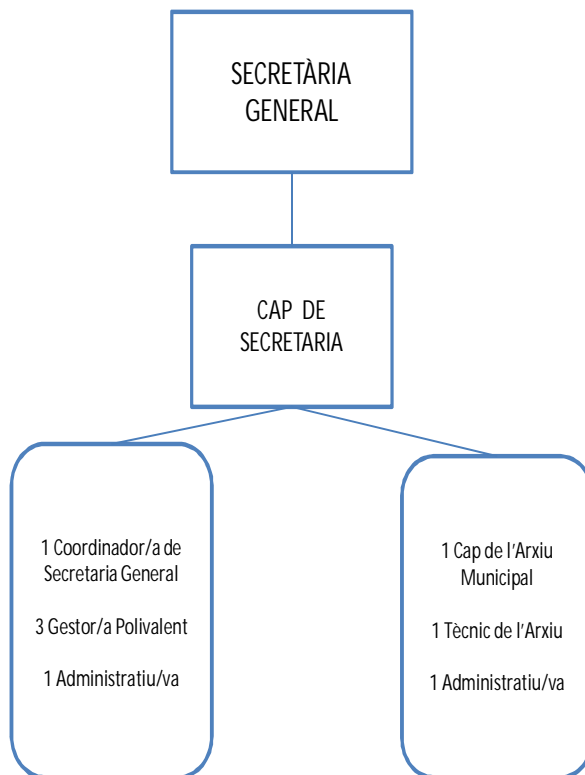 SECRETÀRIA
GENERAL
CAP DE
SECRETARIA
1 Coordinador/a de
Secretaria General
3 Gestor/a Polivalent
1 Administratiu/va
1 Cap de l'Arxiu
Municipal
1 Tècnic de l'Arxiu
1 Administratiu/va